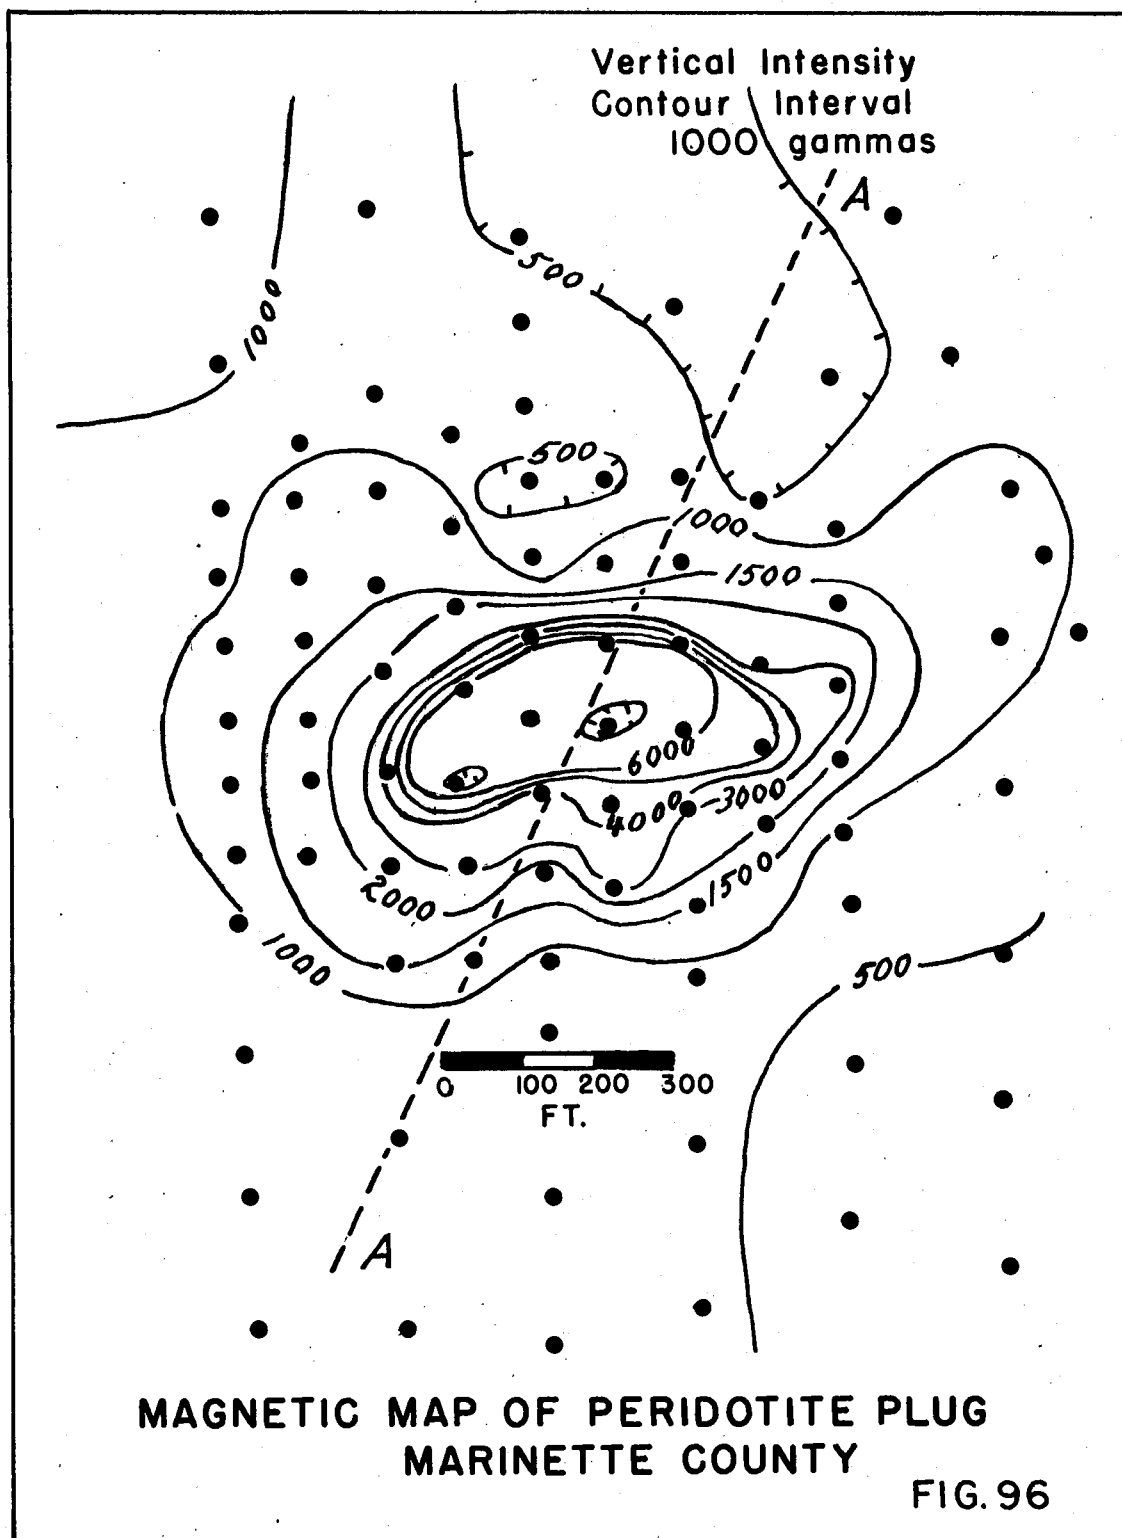 Vertical Intensity
Contour Interval
1000 gammas
A
500
1000
500
1000
1500
6000
4000
3000
2000
1500
1000
500
0 100 200 300
FT.
A
MAGNETIC MAP OF PERIDOTITE PLUG
MARINETTE COUNTY
FIG. 96